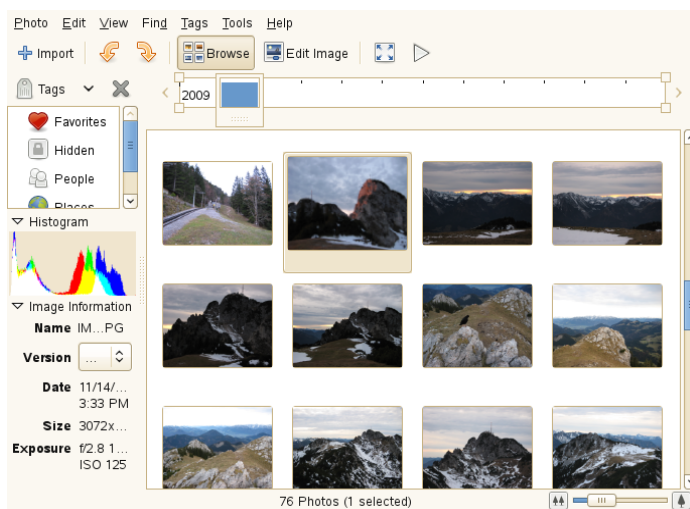 Photo Edit View Find Tags Tools Help
Import Browse Edit Image
Tags
2009
Favorites
Hidden
People
Places
Histogram
Image Information
Name IM...PG
Version ...
Date 11/14/...
3:33 PM
Size 3072x...
Exposure f/2.8 1...
ISO 125
76 Photos (1 selected)